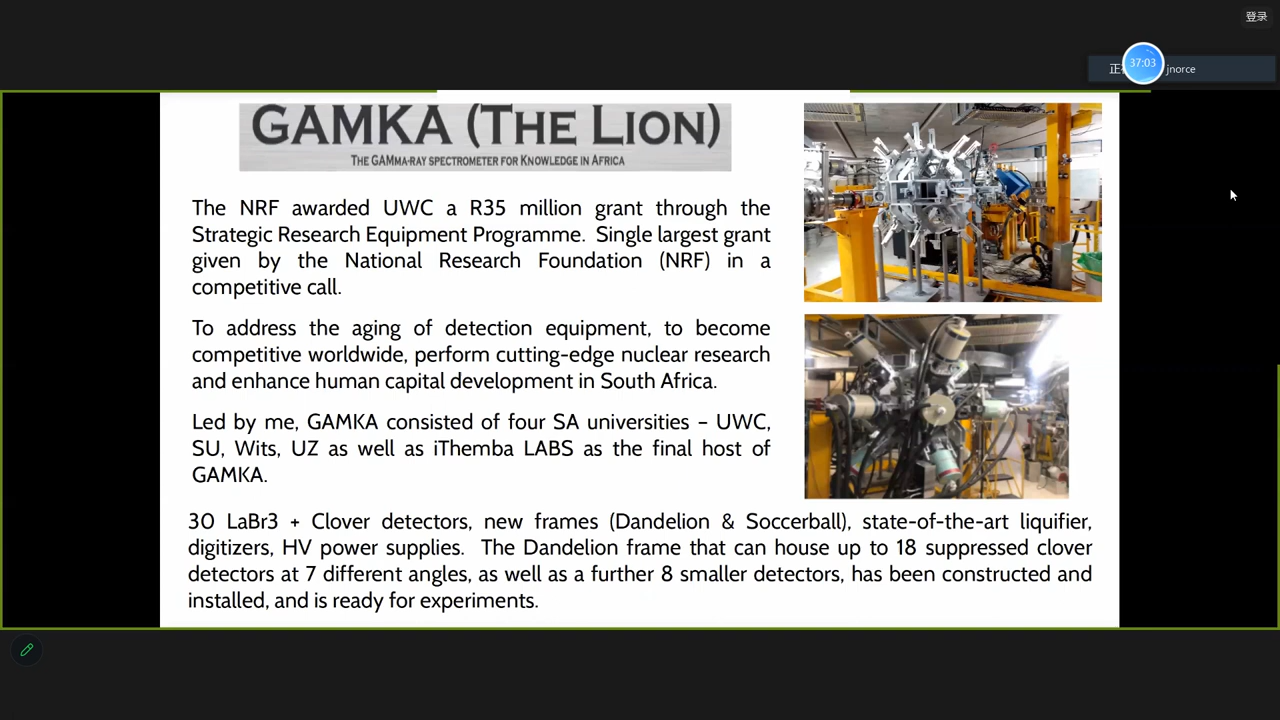 登录
37:03
正
jnorce
GAMKA (THE LION)
THE GAMMA-RAY SPECTROMETER FOR KNOWLEDGE IN AFRICA
The NRF awarded UWC a R35 million grant through the
Strategic Research Equipment Programme. Single largest grant
given by the National Research Foundation (NRF) in a
competitive call.
To address the aging of detection equipment, to become
competitive worldwide, perform cutting-edge nuclear research
and enhance human capital development in South Africa.
Led by me, GAMKA consisted of four SA universities – UWC,
SU, Wits, UZ as well as iThemba LABS as the final host of
GAMKA.
30 LaBr3 + Clover detectors, new frames (Dandelion & Soccerball), state-of-the-art liquifier,
digitizers, HV power supplies. The Dandelion frame that can house up to 18 suppressed clover
detectors at 7 different angles, as well as a further 8 smaller detectors, has been constructed and
installed, and is ready for experiments.